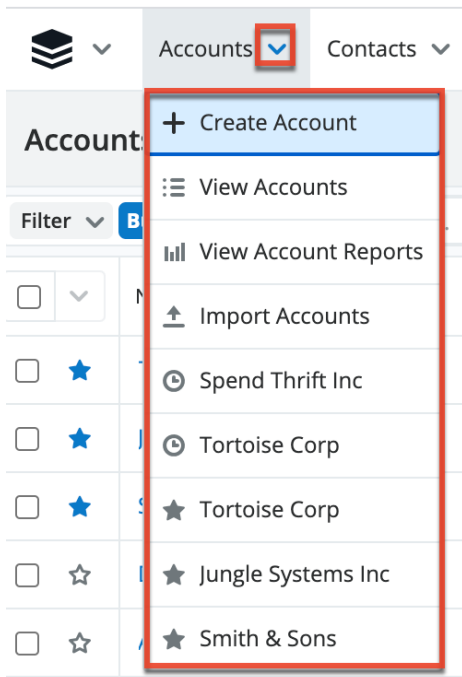 Accounts Contacts
Create Account
Accounts
View Accounts
Filter
View Account Reports
Import Accounts
Spend Thrift Inc
Tortoise Corp
Tortoise Corp
Jungle Systems Inc
Smith & Sons